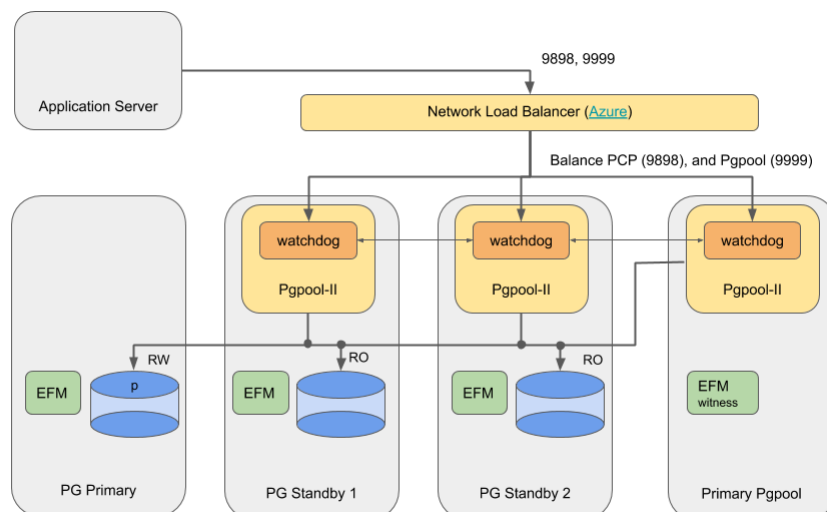 9898, 9999
Application Server
Network Load Balancer (Azure)
Balance PCP (9898), and Pgpool (9999)
watchdog
watchdog
watchdog
Pgpool-II
Pgpool-II
Pgpool-II
RW
RO
RO
EFM
p
EFM
EFM
EFM
witness
PG Primary
PG Standby 1
PG Standby 2
Primary Pgpool